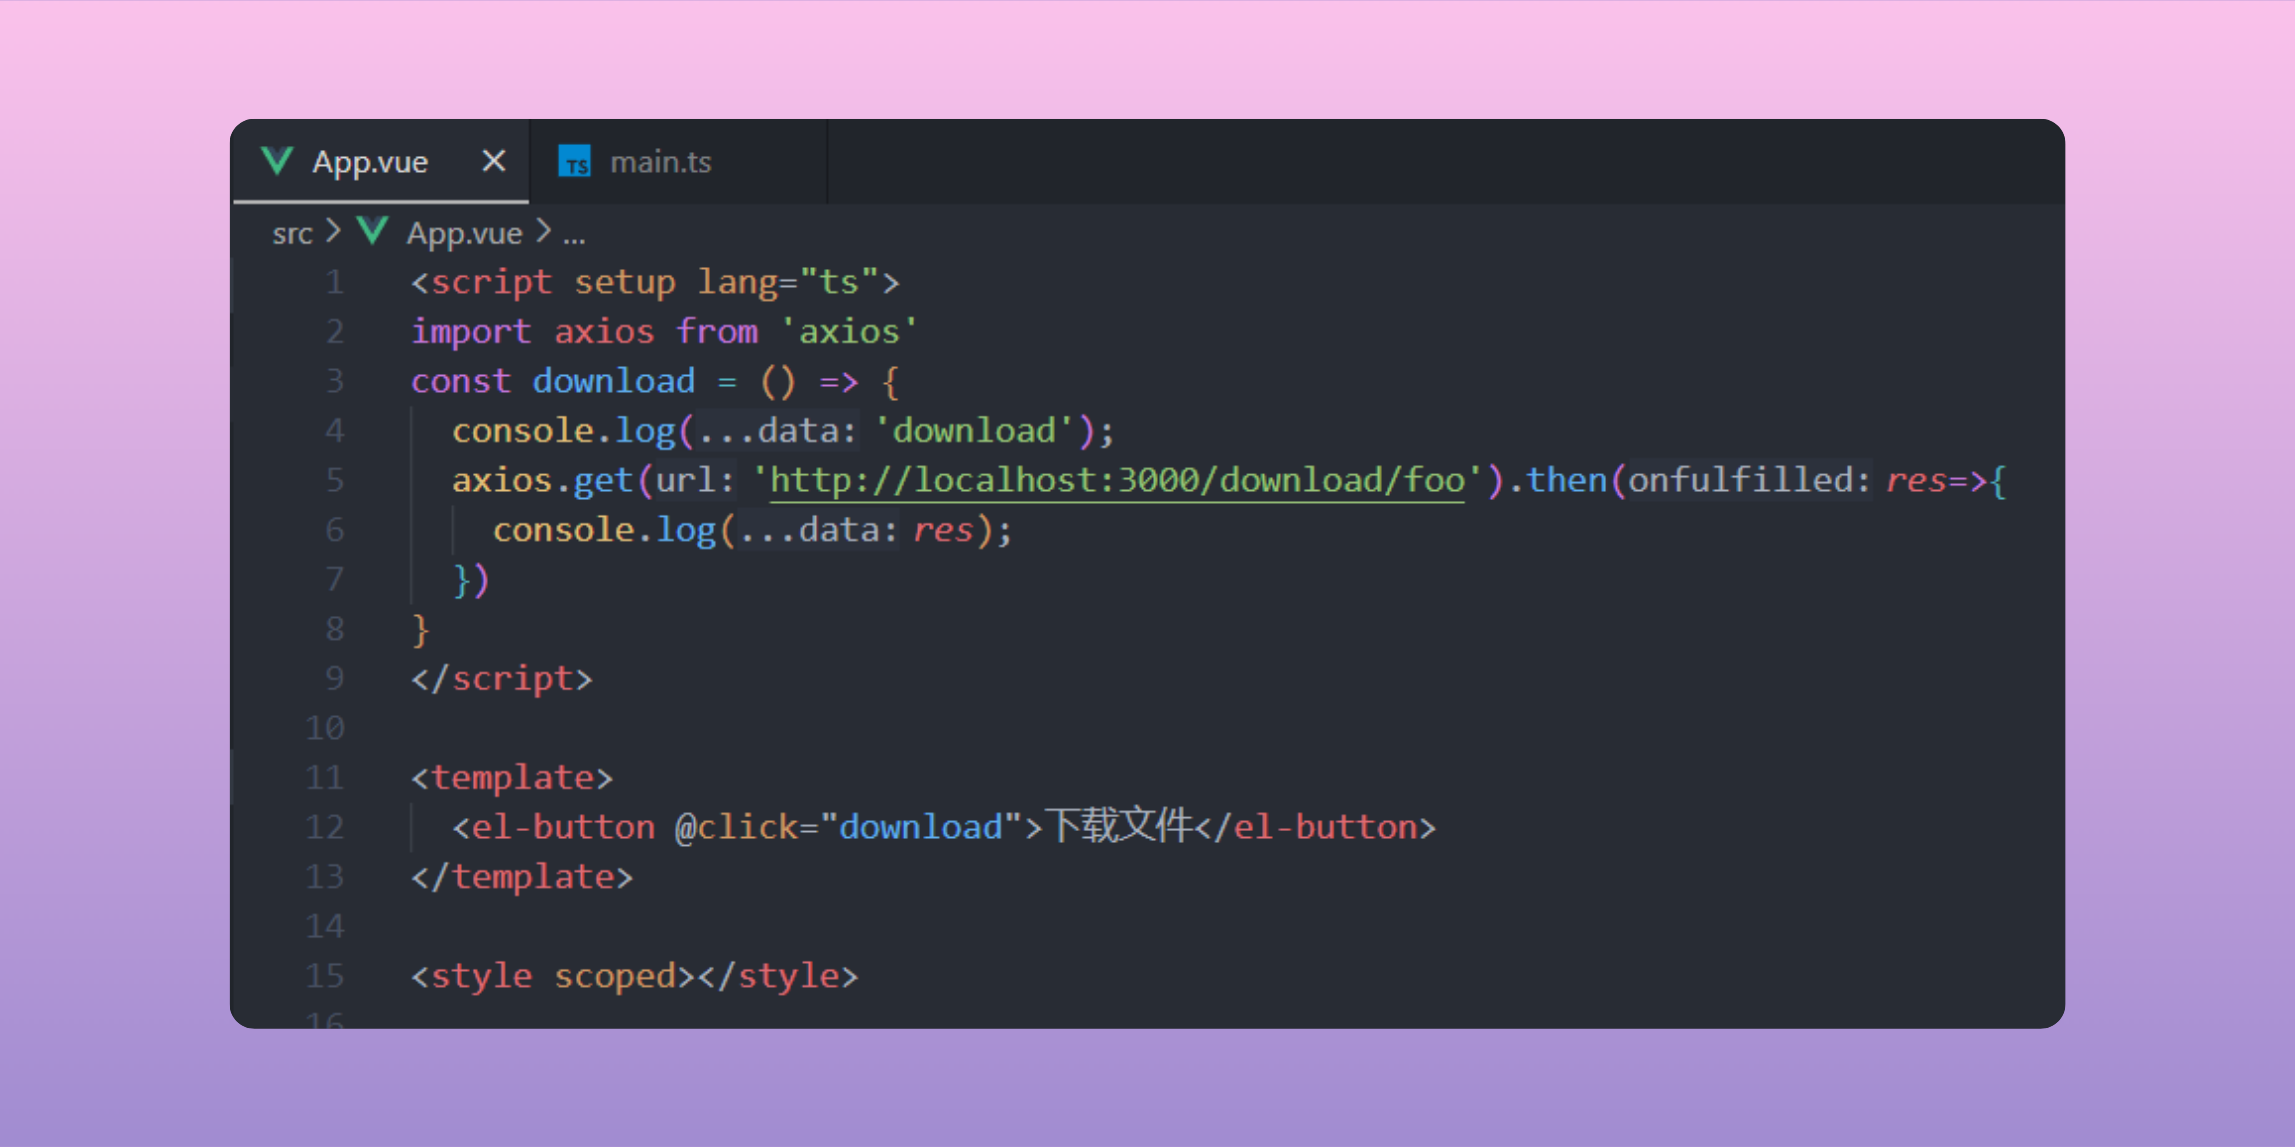 App.vue × main.ts
src > App.vue > ...
1 <script setup lang="ts">
2 import axios from 'axios'
3 const download = () => {
4   console.log(...data: 'download');
5   axios.get(url: 'http://localhost:3000/download/foo').then(onfulfilled: res=>{
6     console.log(...data: res);
7   })
8 }
9 </script>
10
11 <template>
12   <el-button @click="download">下载文件</el-button>
13 </template>
14
15 <style scoped></style>
16